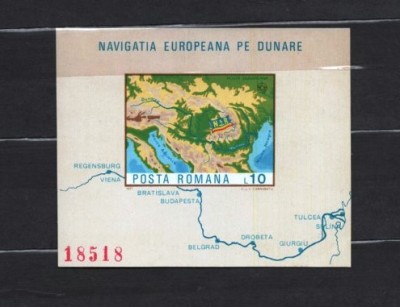 NAVIGATIA EUROPEANA PE DUNARE
POSTA ROMANA L10
REGENSBURG
VIENA
BRATISLAVA
BUDAPESTA
BELGRAD
DROBETA
GIURGIU
TULCEA
SULINA
18518